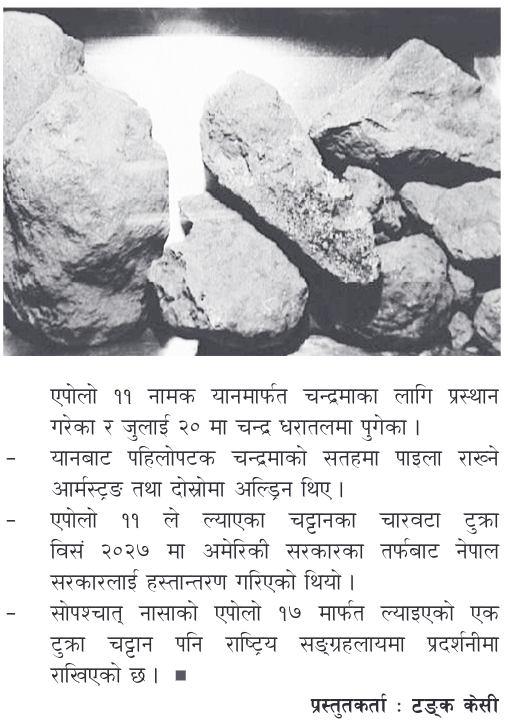 एपोलो ११ नामक यानमार्फत चन्द्रमाका लागि प्रस्थान
गरेका र जुलाई २० मा चन्द्र धरातलमा पुगेका ।
- यानबाट पहिलोपटक चन्द्रमाको सतहमा पाइला राख्ने
आर्मस्ट्रङ तथा दोस्रोमा अल्ड्रिन थिए ।
- एपोलो ११ ले ल्याएका चट्टानका चारवटा टुक्रा
विसं २०२७ मा अमेरिकी सरकारका तर्फबाट नेपाल
सरकारलाई हस्तान्तरण गरिएको थियो ।
- सोपश्चात् नासाको एपोलो १७ मार्फत ल्याइएको एक
टुक्रा चट्टान पनि राष्ट्रिय सङ्ग्रहलायमा प्रदर्शनीमा
राखिएको छ । ■
प्रस्तुतकर्ता : टङ्क केसी